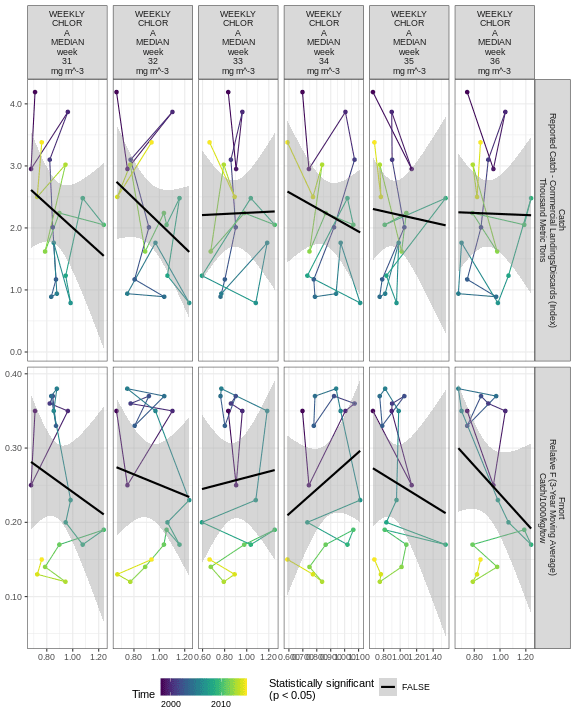 WEEKLY CHLOR A MEDIAN week 31 mg m^-3
WEEKLY CHLOR A MEDIAN week 32 mg m^-3
WEEKLY CHLOR A MEDIAN week 33 mg m^-3
WEEKLY CHLOR A MEDIAN week 34 mg m^-3
WEEKLY CHLOR A MEDIAN week 35 mg m^-3
WEEKLY CHLOR A MEDIAN week 36 mg m^-3
4.0
3.0
2.0
1.0
0.0
Catch
Reported Catch - Commercial Landings/Discards (Index)
Thousand Metric Tons
0.40
0.30
0.20
0.10
Fmort
Relative F (3-Year Moving Average)
Catch/1000/kg/tow
0.80 1.00 1.20
0.80 1.00 1.20
0.60 0.80 1.00 1.20
0.60 0.70 0.80 0.90 1.00 1.10
0.80 1.00 1.20 1.40
0.80 1.00 1.20
Time
2000 2010
Statistically significant
(p < 0.05)
FALSE